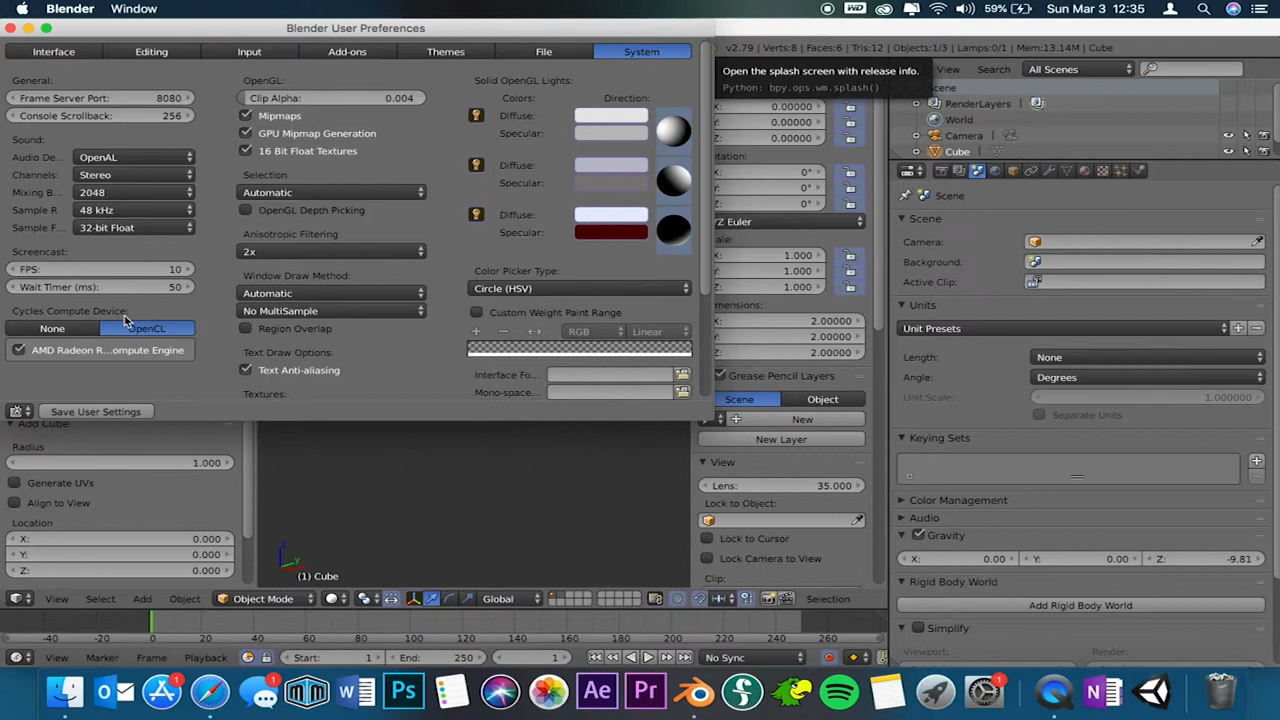 Blender Window WD 59% Sun Mar 3 12:35
Blender User Preferences
Interface Editing Input Add-ons Themes File System
General:
Frame Server Port: 8080
Console Scrollback: 256
Sound:
Audio De... OpenAL
Channels: Stereo
Mixing B... 2048
Sample R 48 kHz
Sample F... 32-bit Float
Screencast:
FPS: 10
Wait Timer (ms): 50
Cycles Compute Device:
None OpenCL
AMD Radeon R...ompute Engine
Save User Settings
OpenGL:
Clip Alpha: 0.004
Mipmaps
GPU Mipmap Generation
16 Bit Float Textures
Selection
Automatic
OpenGL Depth Picking
Anisotropic Filtering
2x
Window Draw Method:
Automatic
No MultiSample
Region Overlap
Text Draw Options:
Text Anti-aliasing
Textures:
Solid OpenGL Lights:
Colors: Direction:
Diffuse:
Specular:
Diffuse:
Specular:
Diffuse:
Specular:
Color Picker Type:
Circle (HSV)
Custom Weight Paint Range
RGB Linear
Interface Fo...
Mono-space...
v2.79 | Verts:8 | Faces:6 | Tris:12 | Objects:1/3 | Lamps:0/1 | Mem:13.14M | Cube
Open the splash screen with release info.
Python: bpy.ops.wm.splash()
View Search All Scenes
Scene
RenderLayers
World
Camera
Cube
0.00000
0.00000
0.00000
otation:
0°
0°
0°
YZ Euler
cale:
1.000
1.000
1.000
imensions:
2.00000
2.00000
2.00000
Grease Pencil Layers
Scene Object
New
New Layer
View
Lens: 35.000
Lock to Object:
Lock to Cursor
Lock Camera to View
Clip:
Scene
Scene
Camera:
Background:
Active Clip:
Units
Unit Presets
Length: None
Angle: Degrees
Unit Scale: 1.000000
Separate Units
Keying Sets
Color Management
Audio
Gravity
X: 0.00 Y: 0.00 Z: -9.81
Rigid Body World
Add Rigid Body World
Simplify
Viewport: Render:
Add Cube
Radius
1.000
Generate UVs
Align to View
Location
X: 0.000
Y: 0.000
Z: 0.000
(1) Cube
View Select Add Object Object Mode Global Selection
-40 -20 0 20 40 60 80 100 120 140 160 180 200 220 240 260
View Marker Frame Playback Start: 1 End: 250 1 No Sync
1 1 Ps Ae Pr 1 N